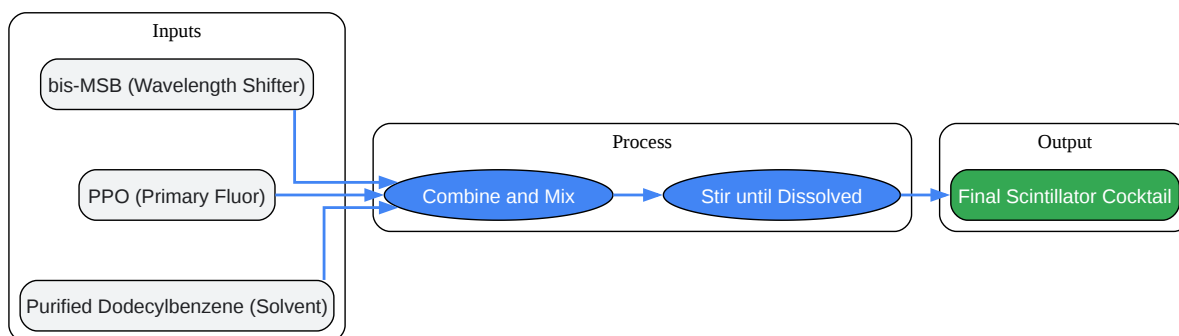 Inputs
bis-MSB (Wavelength Shifter)
PPO (Primary Fluor)
Purified Dodecylbenzene (Solvent)
Process
Combine and Mix
Stir until Dissolved
Output
Final Scintillator Cocktail